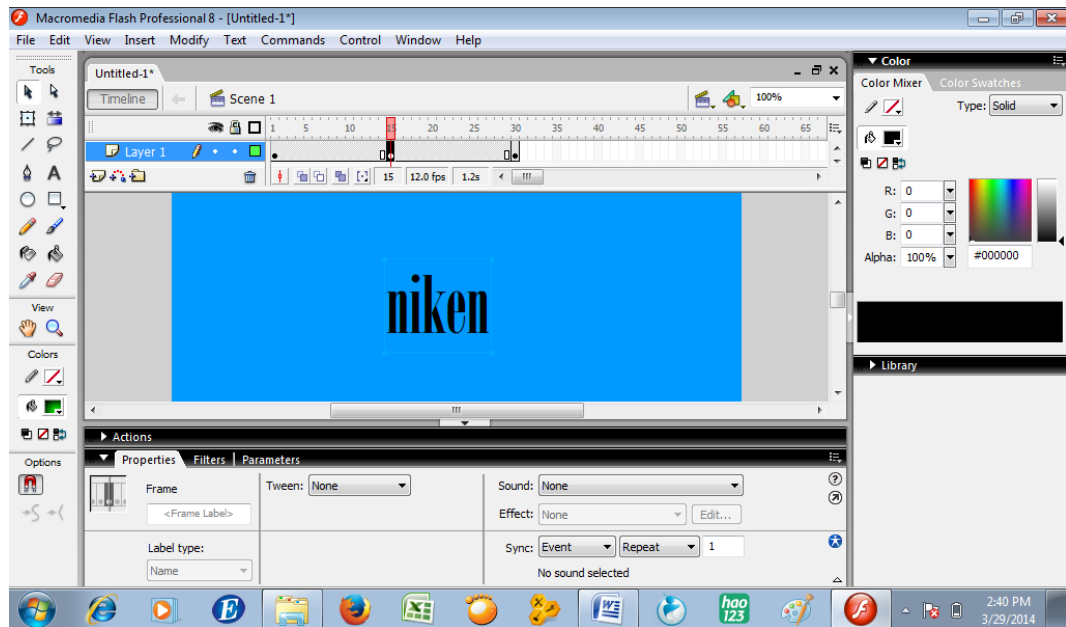 Macromedia Flash Professional 8 - [Untitled-1*]
File Edit View Insert Modify Text Commands Control Window Help
Tools
Untitled-1*
Timeline
Scene 1
100%
1 5 10 15 20 25 30 35 40 45 50 55 60 65
Layer 1
15 12.0 fps 1.2s
niken
View
Colors
Options
Color
Color Mixer Color Swatches
Type: Solid
R: 0
G: 0
B: 0
Alpha: 100% #000000
Library
Actions
Properties Filters Parameters
Frame
<Frame Label>
Label type:
Name
Tween: None
Sound: None
Effect: None Edit...
Sync: Event Repeat 1
No sound selected
hao
123
2:40 PM
3/29/2014